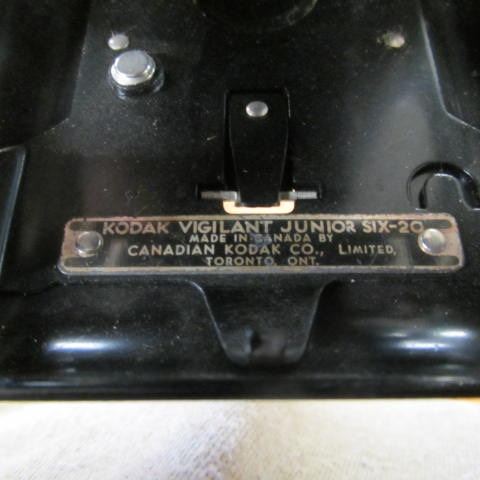 KODAK VIGILANT JUNIOR SIX-20
MADE IN CANADA BY
CANADIAN KODAK CO., LIMITED,
TORONTO, ONT.